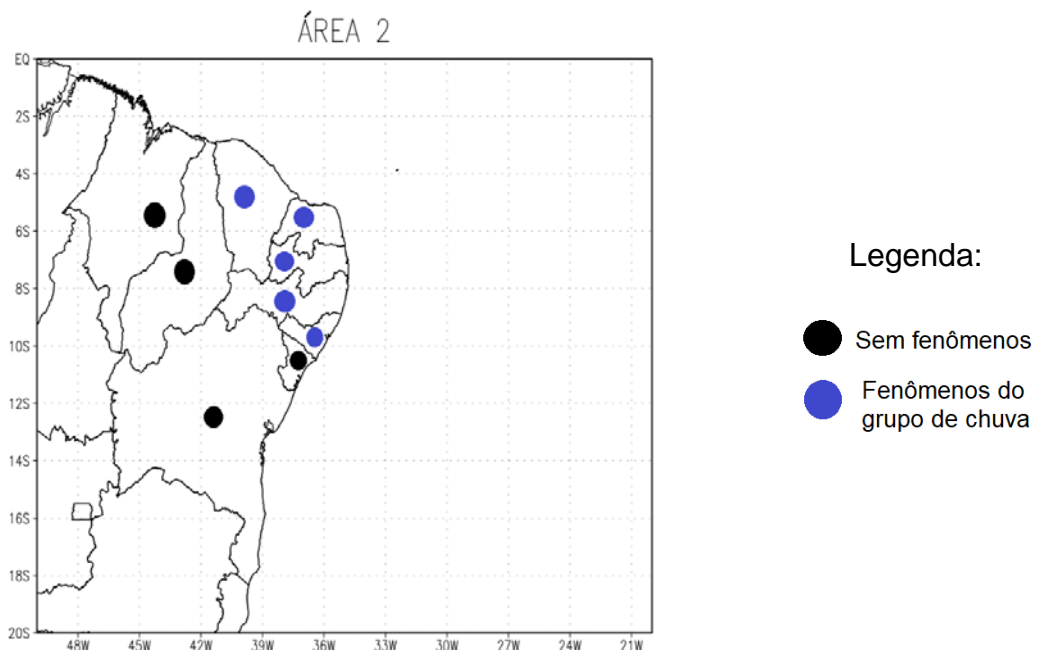 ÁREA 2
EQ
2S
4S
6S
8S
10S
12S
14S
16S
18S
20S
48W 45W 42W 39W 36W 33W 30W 27W 24W 21W
Legenda:
Sem fenômenos
Fenômenos do
grupo de chuva